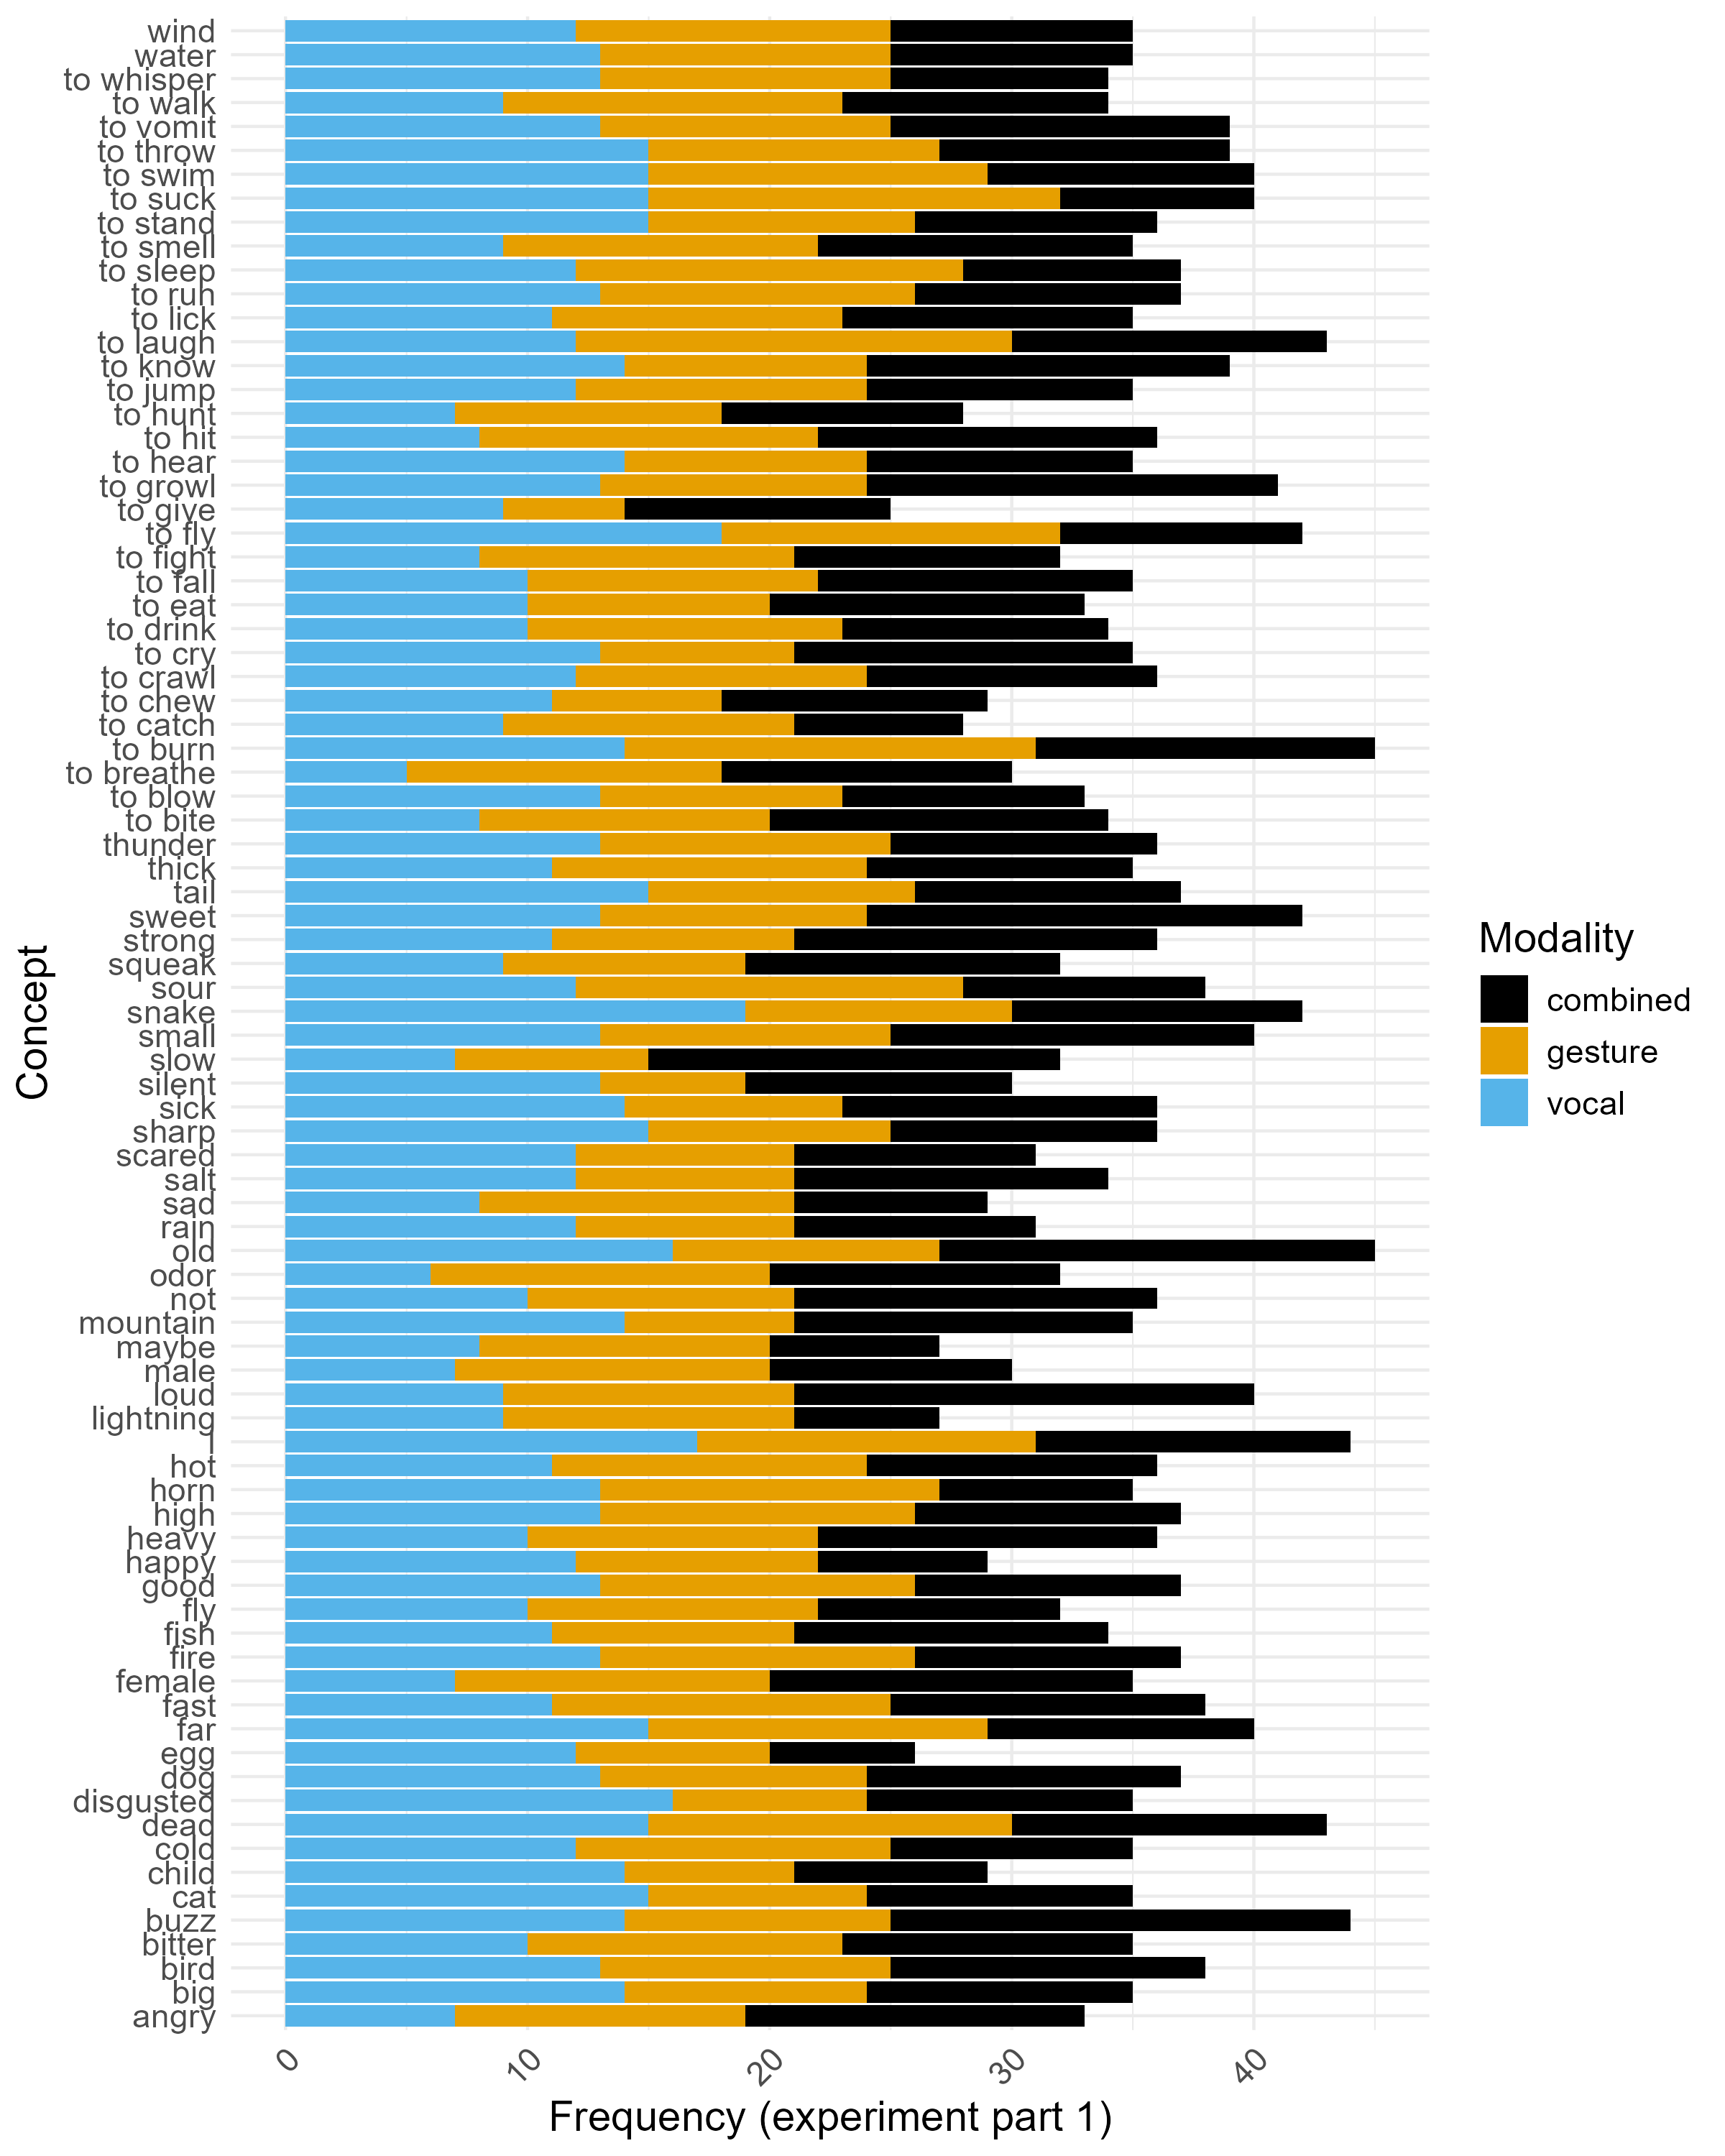 wind
water
to whisper
to walk
to vomit
to throw
to swim
to suck
to stand
to smell
to sleep
to run
to lick
to laugh
to know
to jump
to hunt
to hit
to hear
to growl
to give
to fly
to fight
to fall
to eat
to drink
to cry
to crawl
to chew
to catch
to burn
to breathe
to blow
to bite
thunder
thick
tail
sweet
strong
squeak
sour
snake
small
slow
silent
sick
sharp
scared
salt
sad
rain
old
odor
not
mountain
maybe
male
loud
lightning
I
hot
horn
high
heavy
happy
good
fly
fish
fire
female
fast
far
egg
dog
disgusted
dead
cold
child
cat
buzz
bitter
bird
big
angry
Concept
0
10
20
30
40
Frequency (experiment part 1)
Modality
combined
gesture
vocal